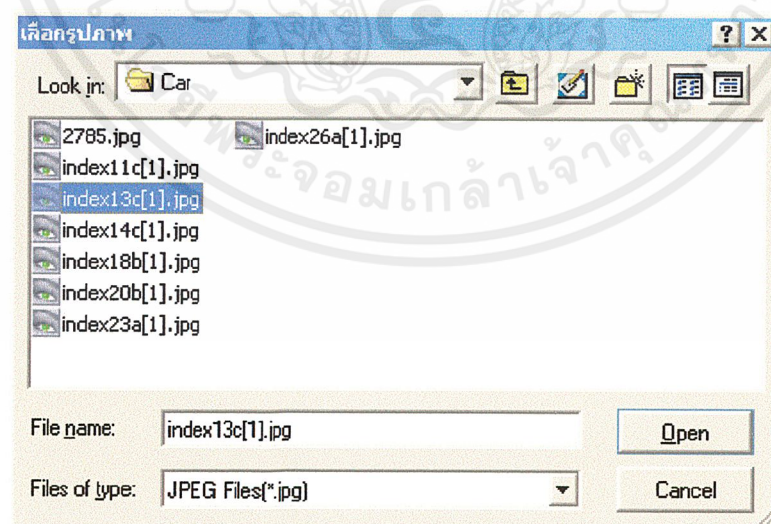 เลือกรูปภาพ
Look in: Car
2785.jpg
index11c[1].jpg
index13c[1].jpg
index14c[1].jpg
index18b[1].jpg
index20b[1].jpg
index23a[1].jpg
index26a[1].jpg
File name: index13c[1].jpg
Open
Files of type: JPEG Files(*.jpg)
Cancel